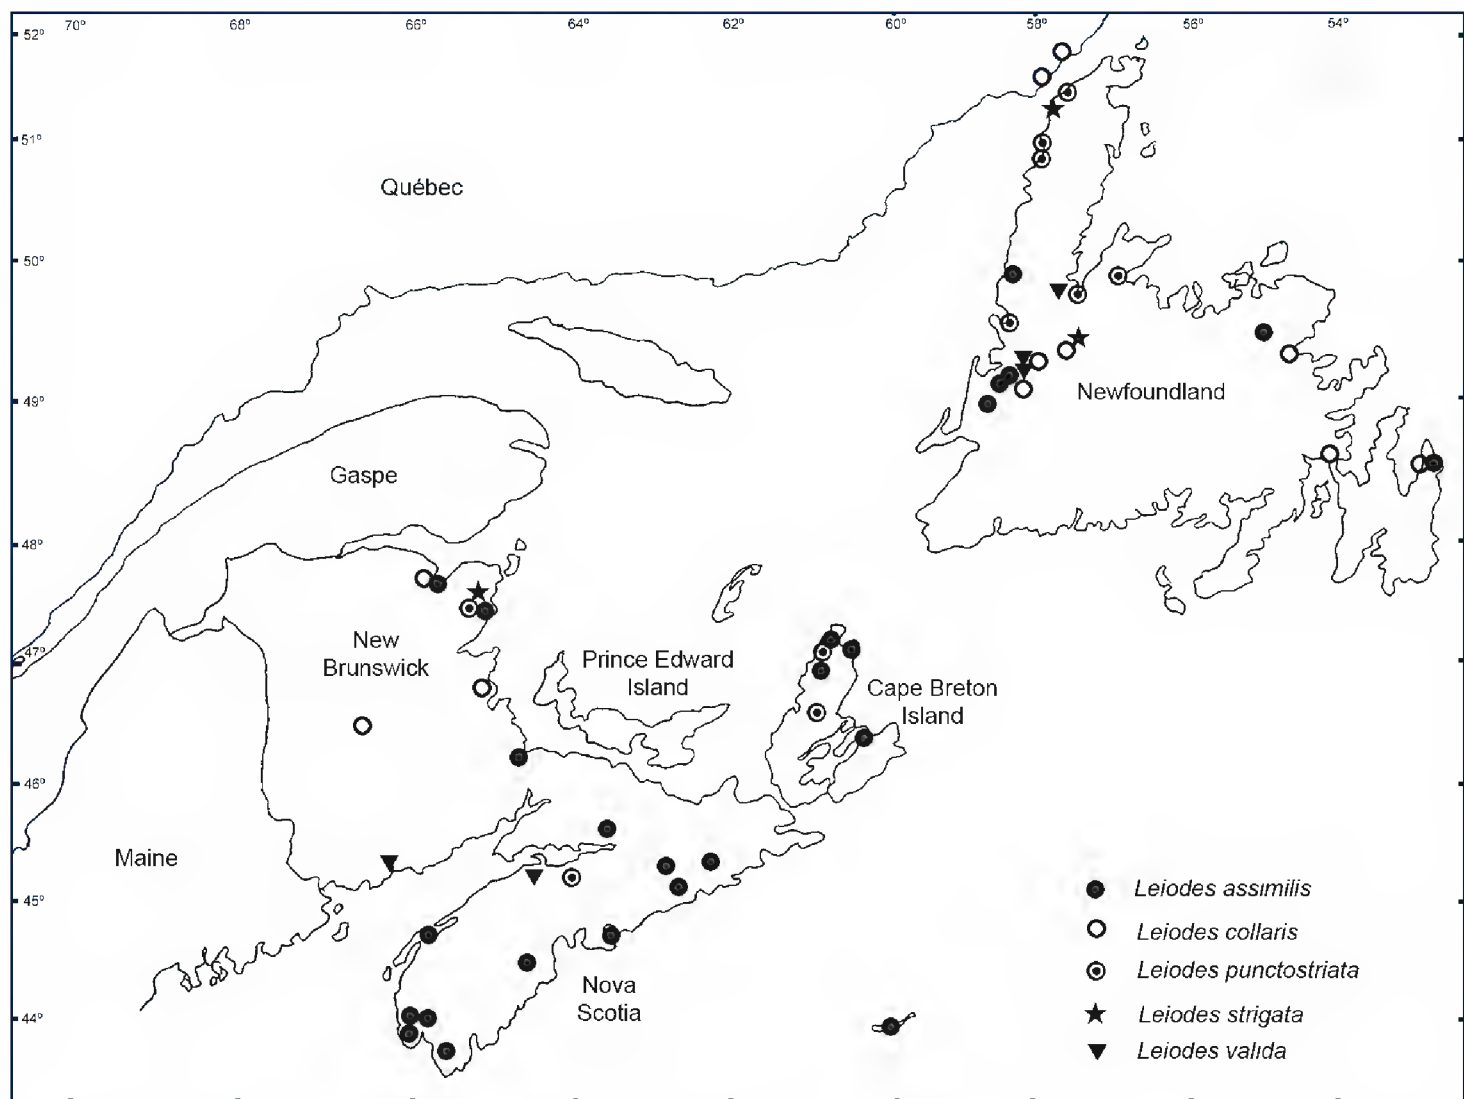 70° 68° 66° 64° 62° 60° 58° 56° 54°
52°
51°
Québec
50°
49°
Newfoundland
Gaspe
48°
New
Brunswick
47°
Prince Edward
Island
Cape Breton
Island
46°
Maine
45°
Leiodes assimilis
Leiodes collaris
Leiodes punctostriata
Leiodes strigata
Leiodes valida
Nova
Scotia
44°